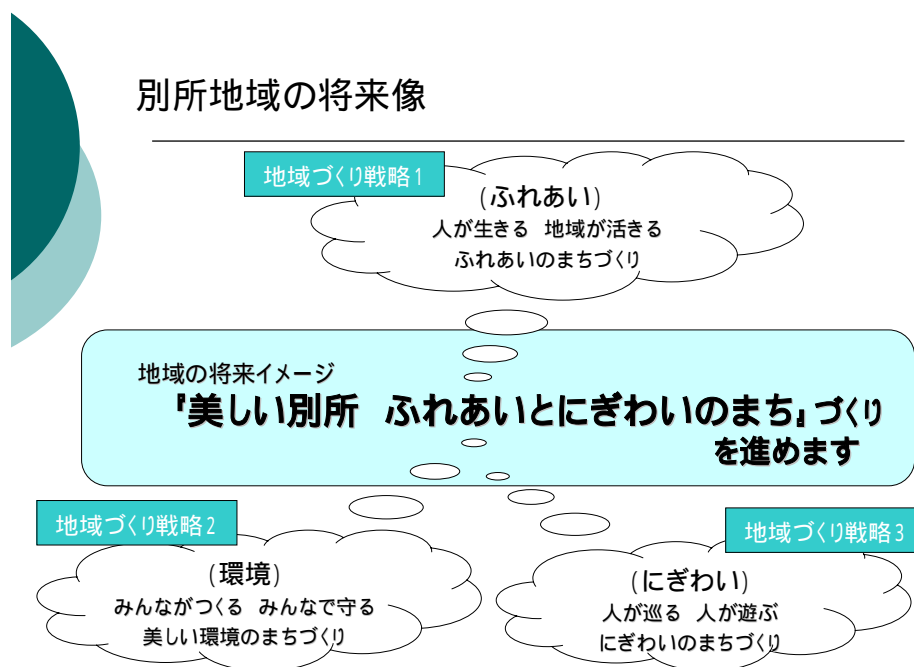 別所地域の将来像
地域づくり戦略1
(ふれあい)
人が生きる 地域が活きる
ふれあいのまちづくり
地域の将来イメージ
『美しい別所 ふれあいとにぎわいのまち』づくり
を進めます
地域づくり戦略2
(環境)
みんながつくる みんなで守る
美しい環境のまちづくり
地域づくり戦略3
(にぎわい)
人が巡る 人が遊ぶ
にぎわいのまちづくり